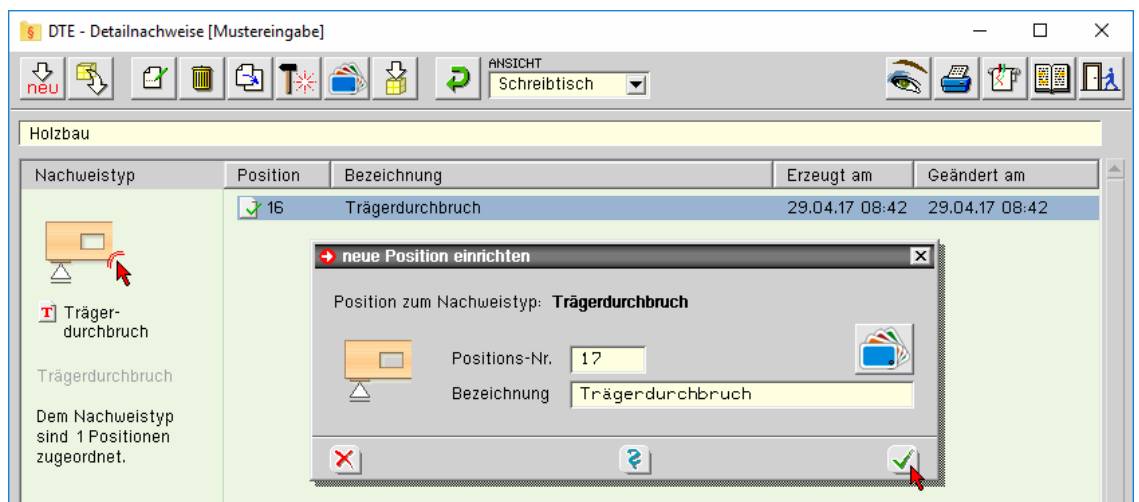 § DTE - Detailnachweise [Mustereingabe]
neu
ANSICHT
Schreibtisch
Holzbau
Nachweistyp Position Bezeichnung Erzeugt am Geändert am
16 Trägerdurchbruch 29.04.17 08:42 29.04.17 08:42
T Träger-
durchbruch
Trägerdurchbruch
Dem Nachweistyp
sind 1 Positionen
zugeordnet.
neue Position einrichten
Position zum Nachweistyp: Trägerdurchbruch
Positions-Nr. 17
Bezeichnung Trägerdurchbruch